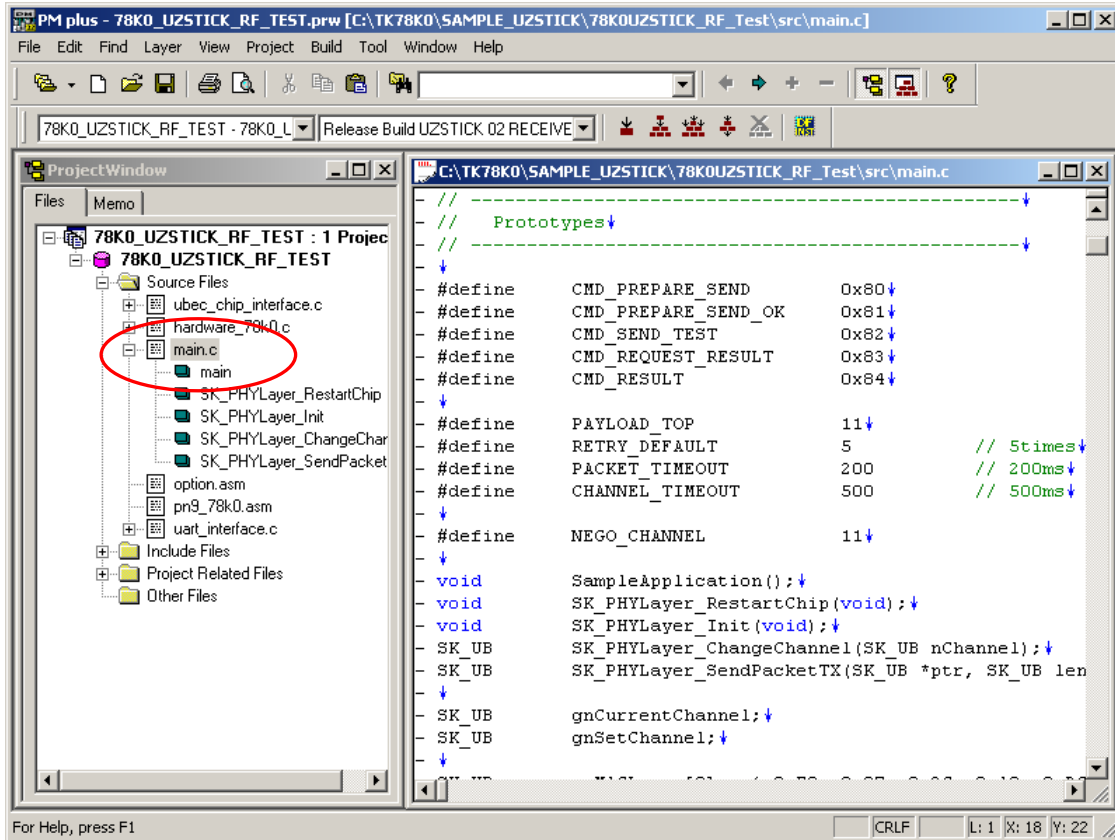 PM plus - 78K0_UZSTICK_RF_TEST.prw [C:\TK78K0\SAMPLE_UZSTICK\78K0UZSTICK_RF_Test\src\main.c]
File Edit Find Layer View Project Build Tool Window Help
78K0_UZSTICK_RF_TEST - 78K0_L Release Build UZSTICK 02 RECEIVE
ProjectWindow
Files Memo
78K0_UZSTICK_RF_TEST : 1 Projec
78K0_UZSTICK_RF_TEST
Source Files
ubec_chip_interface.c
hardware_78k0.c
main.c
main
SK_PHYLayer_RestartChip
SK_PHYLayer_Init
SK_PHYLayer_ChangeChar
SK_PHYLayer_SendPacket
option.asm
pn9_78k0.asm
uart_interface.c
Include Files
Project Related Files
Other Files
C:\TK78K0\SAMPLE_UZSTICK\78K0UZSTICK_RF_Test\src\main.c
// -------------------------------------------------
// Prototypes
// -------------------------------------------------
#define CMD_PREPARE_SEND 0x80
#define CMD_PREPARE_SEND_OK 0x81
#define CMD_SEND_TEST 0x82
#define CMD_REQUEST_RESULT 0x83
#define CMD_RESULT 0x84
#define PAYLOAD_TOP 11
#define RETRY_DEFAULT 5 // 5times
#define PACKET_TIMEOUT 200 // 200ms
#define CHANNEL_TIMEOUT 500 // 500ms
#define NEGO_CHANNEL 11
void SampleApplication();
void SK_PHYLayer_RestartChip(void);
void SK_PHYLayer_Init(void);
SK_UB SK_PHYLayer_ChangeChannel(SK_UB nChannel);
SK_UB SK_PHYLayer_SendPacketTX(SK_UB *ptr, SK_UB len
SK_UB gnCurrentChannel;
SK_UB gnSetChannel;
For Help, press F1
CRLF L: 1 X: 18 Y: 22